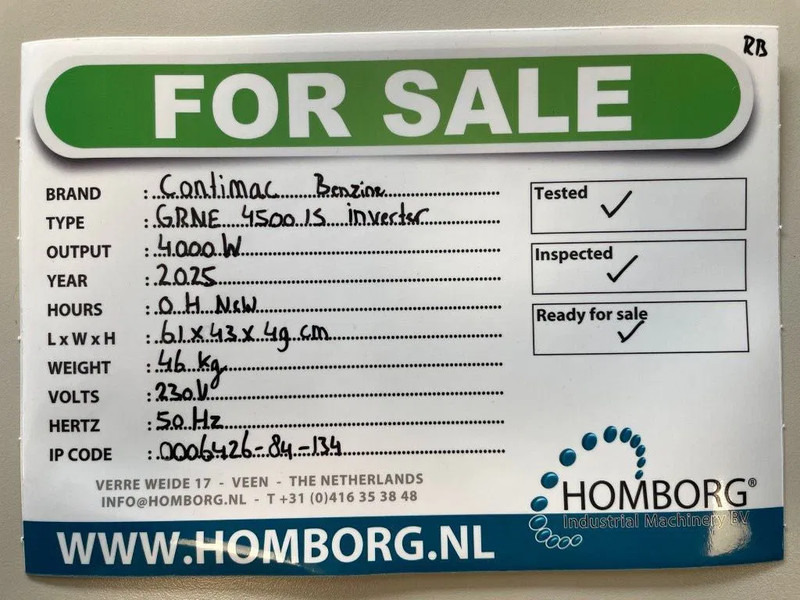 RB
FOR SALE
BRAND : Contimac Benzine
TYPE : GRNE 4500 IS inverter
OUTPUT : 4.000 W
YEAR : 2025
HOURS : 0 H New
L x W x H : 61 x 43 x 49 cm
WEIGHT : 46 kg
VOLTS : 230V
HERTZ : 50 Hz
IP CODE : 0006426-84-134
Tested ✓
Inspected ✓
Ready for sale ✓
VERRE WEIDE 17 - VEEN - THE NETHERLANDS
INFO@HOMBORG.NL - T +31 (0)416 35 38 48
HOMBORG®
Industrial Machinery BV
WWW.HOMBORG.NL